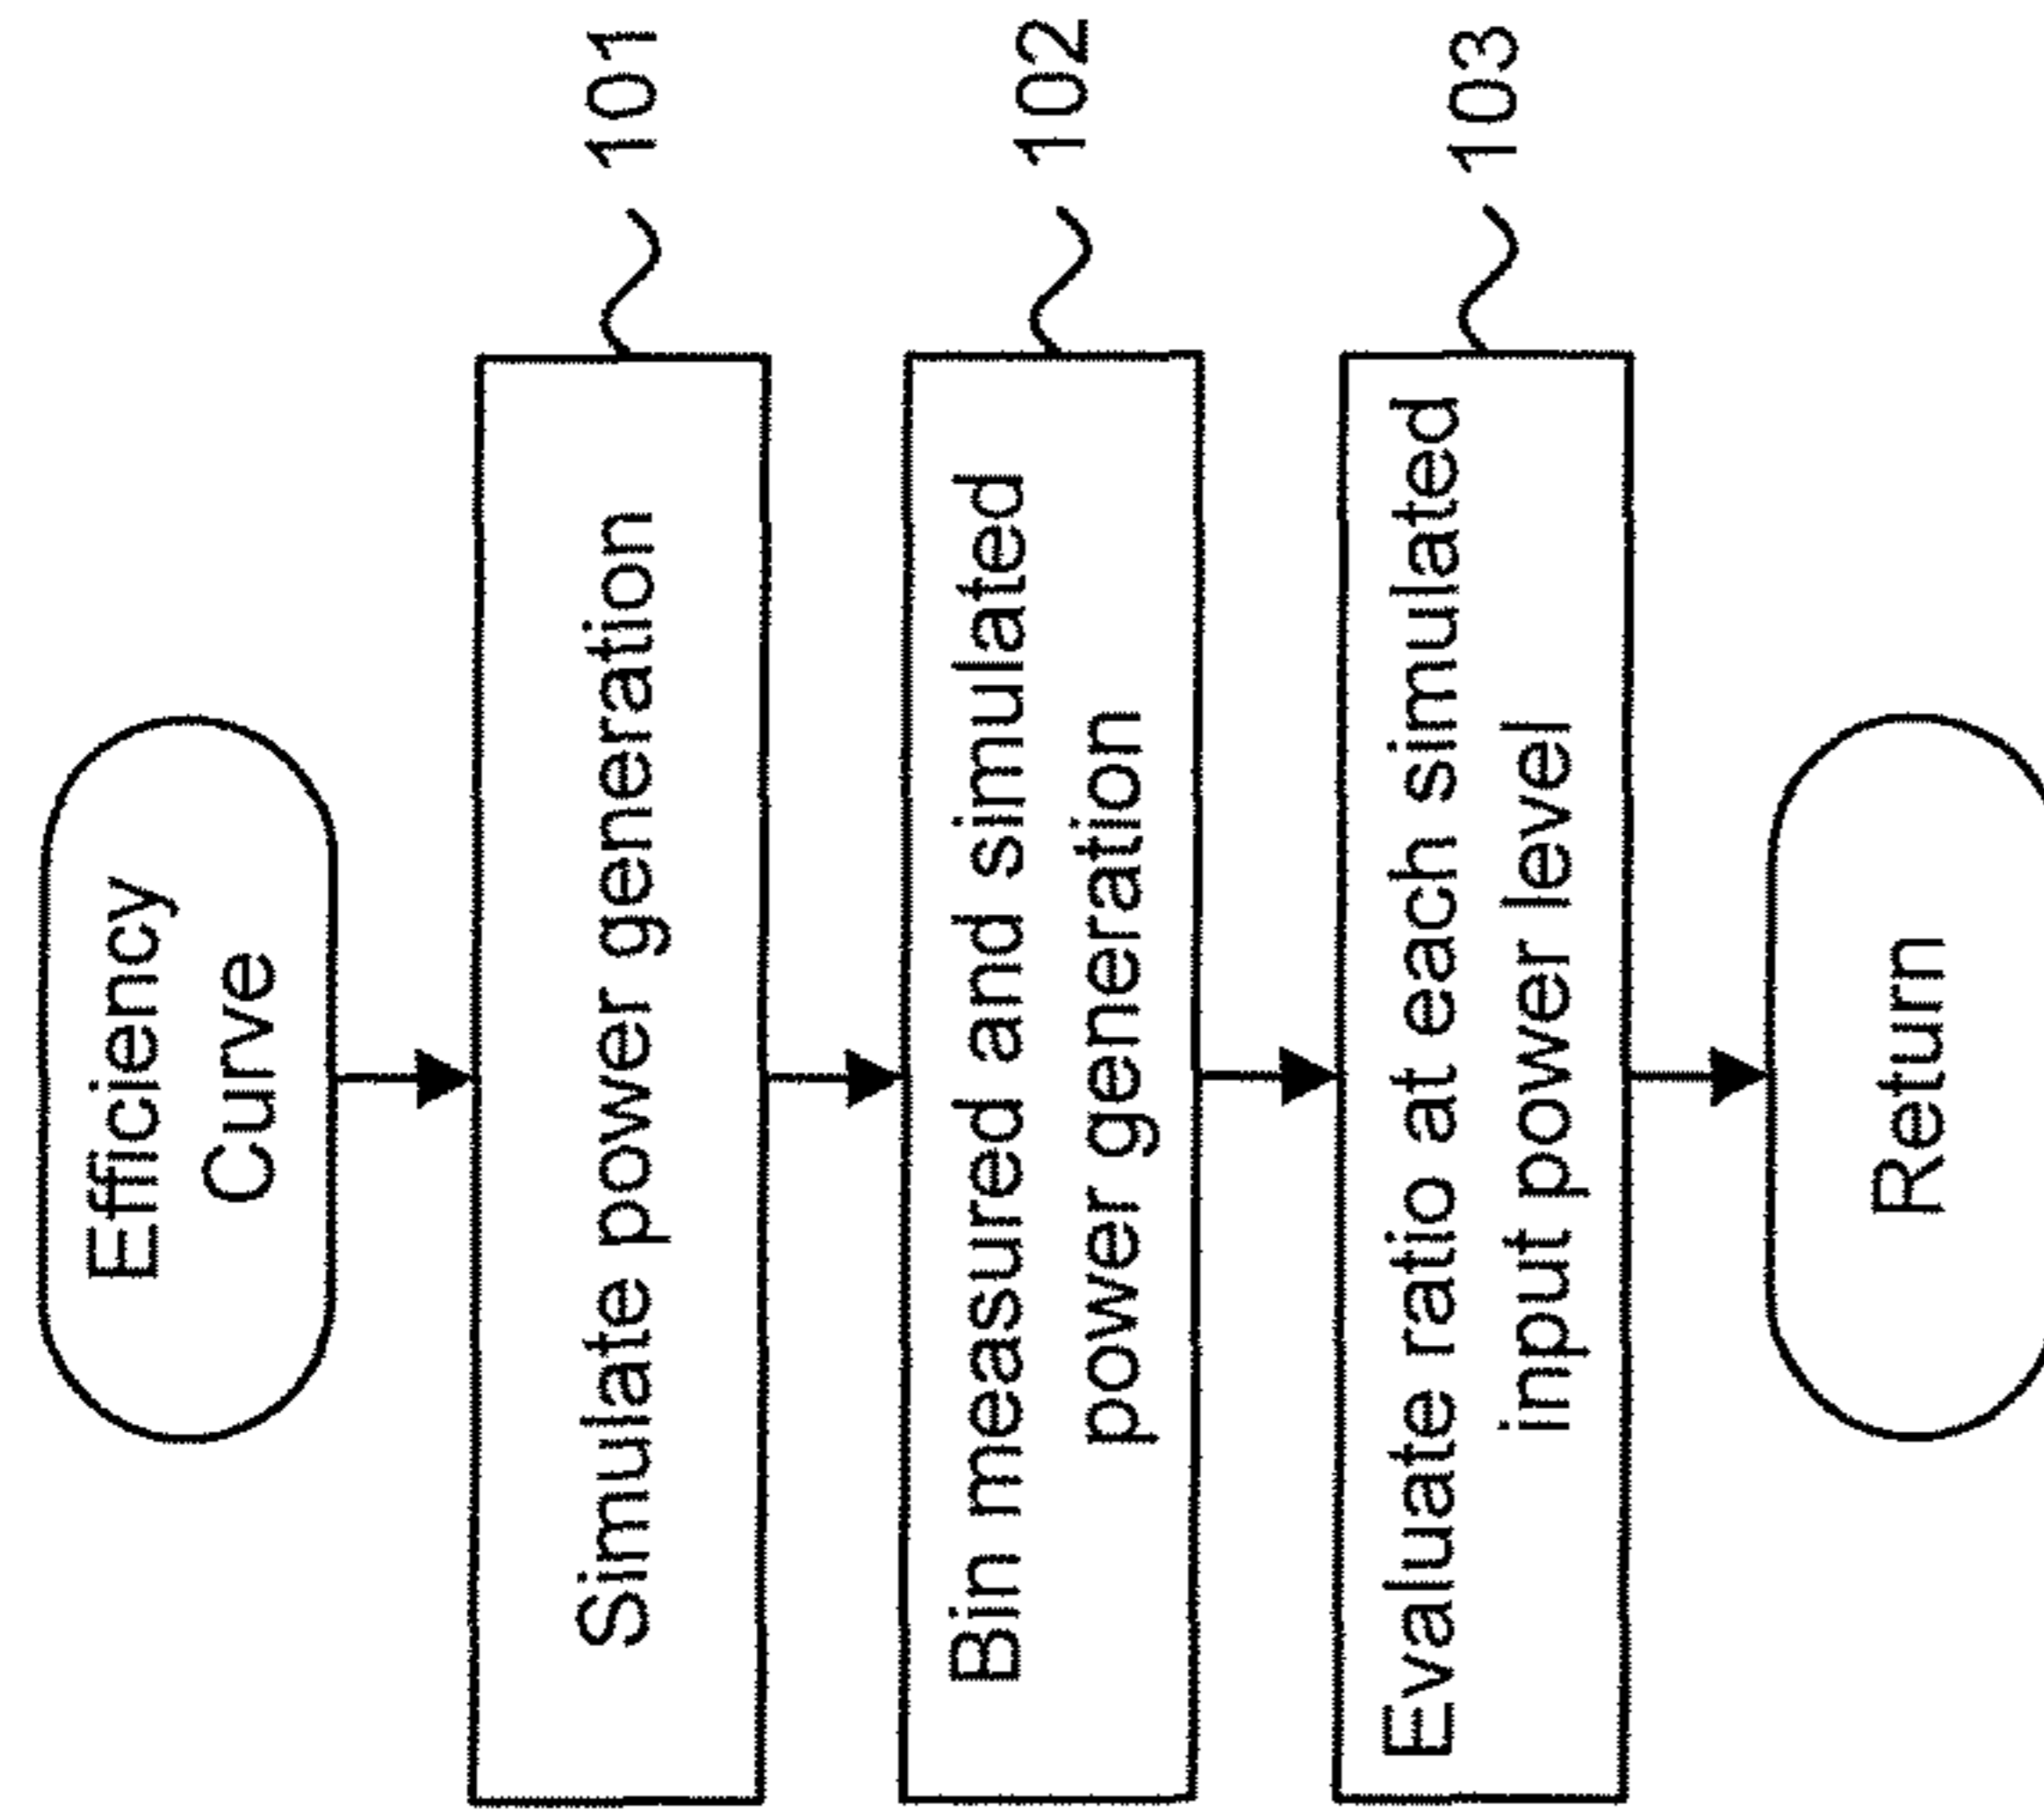 Efficiency
Curve
Simulate power generation
101
Bin measured and simulated
power generation
102
Evaluate ratio at each simulated
input power level
103
Return